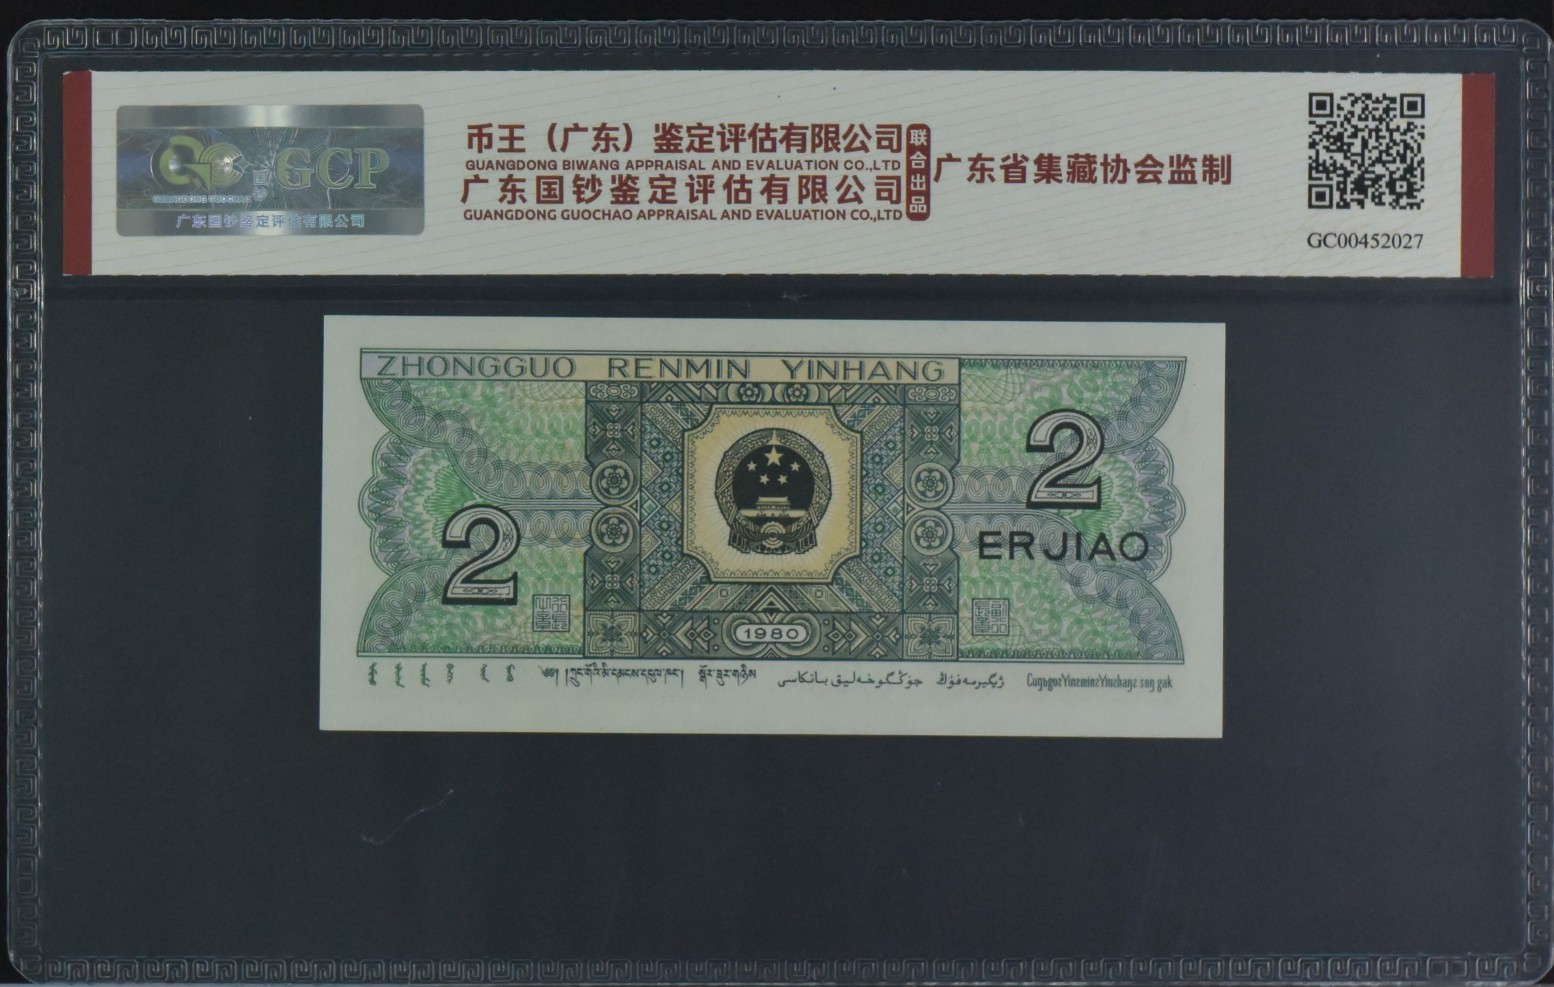 GCP
GUANGDONG GUOCHAO
广东国钞鉴定评估有限公司
币王（广东）鉴定评估有限公司
GUANGDONG BIWANG APPRAISAL AND EVALUATION CO.,LTD
广东国钞鉴定评估有限公司
GUANGDONG GUOCHAO APPRAISAL AND EVALUATION CO.,LTD
联合出品
广东省集藏协会监制
GC00452027
ZHONGGUO RENMIN YINHANG
2
ERJIAO
2
1980